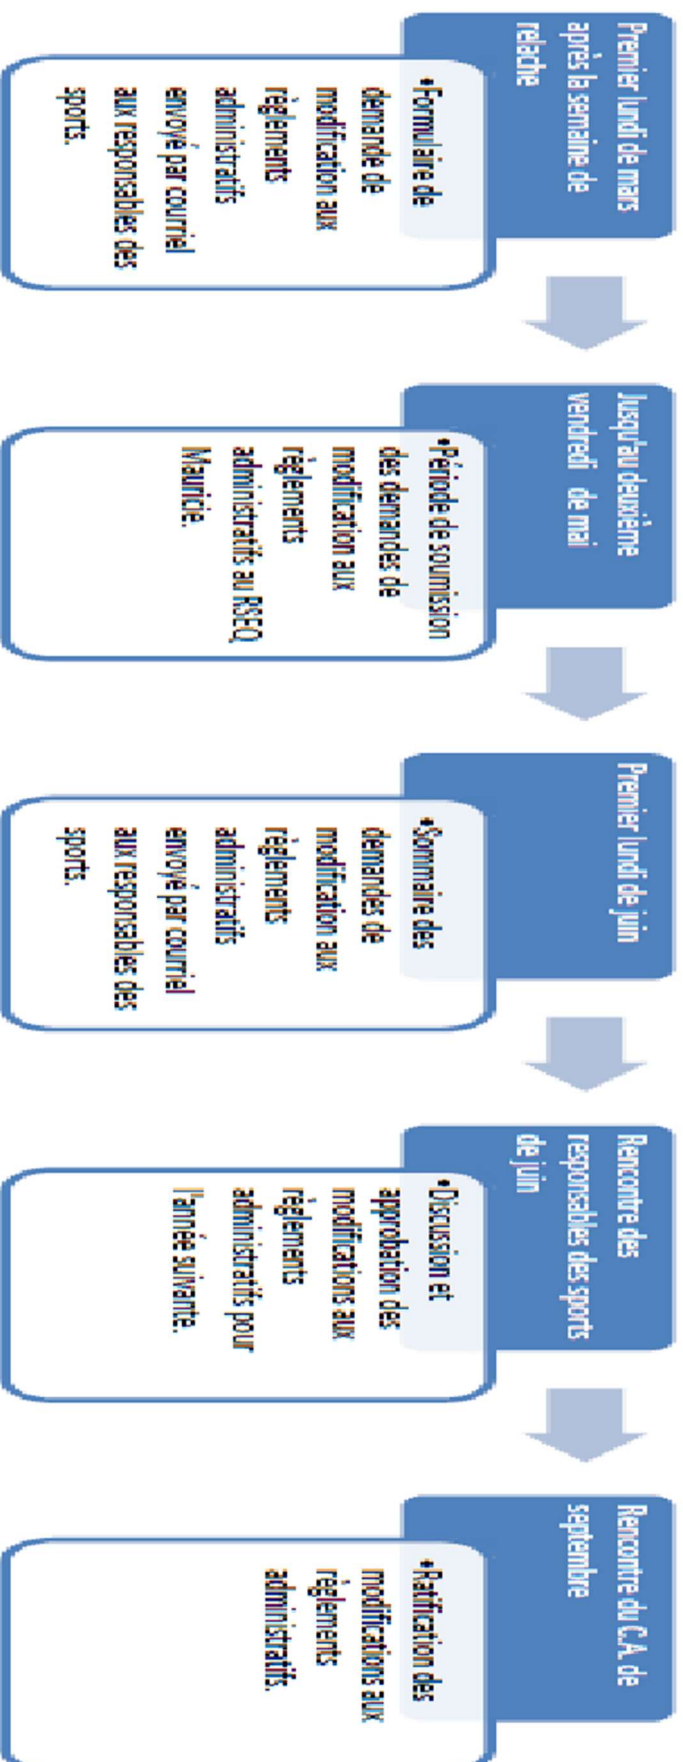 Premier lundi de mars
après la semaine de
relâche
•Formulaire de
demande de
modification aux
règlements
administratifs
envoyé par courriel
aux responsables des
sports.
Jusqu'au deuxième
vendredi de mai
•Période de soumission
des demandes de
modification aux
règlements
administratifs au RSEQ
Mauricie.
Premier lundi de juin
•Sommaire des
demandes de
modification aux
règlements
administratifs
envoyé par courriel
aux responsables des
sports.
Rencontre des
responsables des sports
de juin
•Discussion et
approbation des
modifications aux
règlements
administratifs pour
l'année suivante.
Rencontre du C.A. de
septembre
•Ratification des
modifications aux
règlements
administratifs.